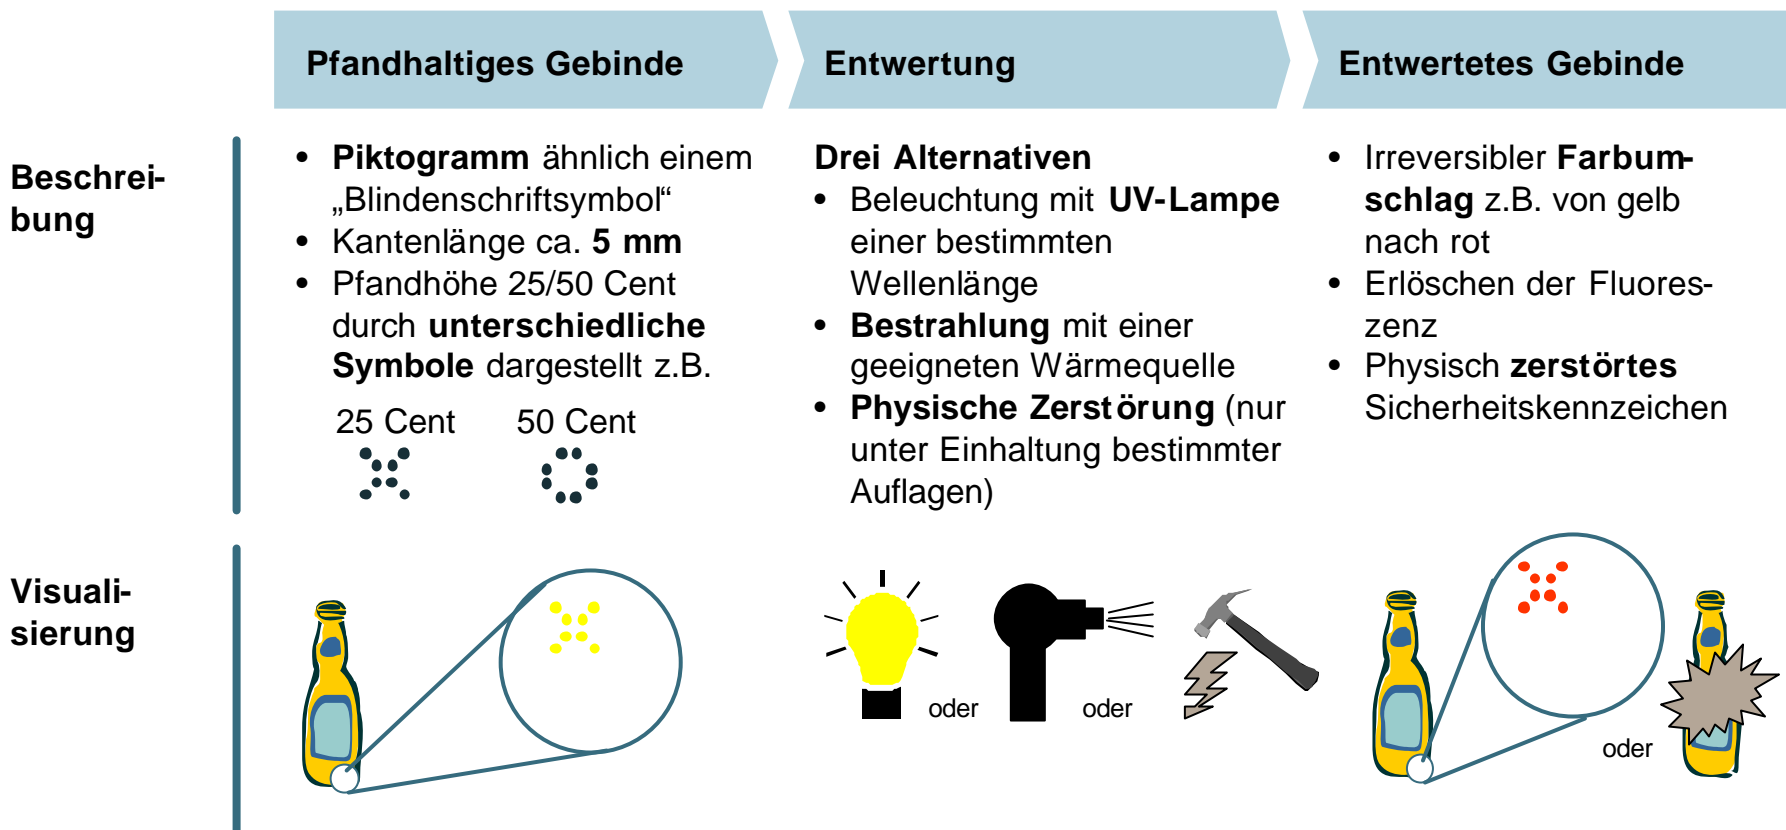 Pfandhaltiges Gebinde
Entwertung
Entwertetes Gebinde
Beschrei-
bung
• Piktogramm ähnlich einem
„Blindenschriftsymbol“
• Kantenlänge ca. 5 mm
• Pfandhöhe 25/50 Cent
durch unterschiedliche
Symbole dargestellt z.B.
25 Cent
50 Cent
Drei Alternativen
• Beleuchtung mit UV-Lampe
einer bestimmten
Wellenlänge
• Bestrahlung mit einer
geeigneten Wärmequelle
• Physische Zerstörung (nur
unter Einhaltung bestimmter
Auflagen)
• Irreversibler Farbum-
schlag z.B. von gelb
nach rot
• Erlöschen der Fluores-
zenz
• Physisch zerstörtes
Sicherheitskennzeichen
Visuali-
sierung
oder
oder
oder